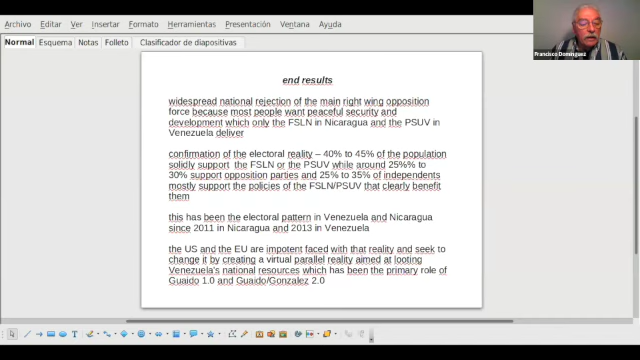 Archivo Editar Ver Insertar Formato Herramientas Presentación Ventana Ayuda
Normal Esquema Notas Folleto Clasificador de diapositivas
Francisco Dominguez
end results
widespread national rejection of the main right wing opposition
force because most people want peaceful security and
development which only the FSLN in Nicaragua and the PSUV in
Venezuela deliver
confirmation of the electoral reality – 40% to 45% of the population
solidly support the FSLN or the PSUV while around 25%% to
30% support opposition parties and 25% to 35% of independents
mostly support the policies of the FSLN/PSUV that clearly benefit
them
this has been the electoral pattern in Venezuela and Nicaragua
since 2011 in Nicaragua and 2013 in Venezuela
the US and the EU are impotent faced with that reality and seek to
change it by creating a virtual parallel reality aimed at looting
Venezuela's national resources which has been the primary role of
Guaido 1.0 and Guaido/Gonzalez 2.0